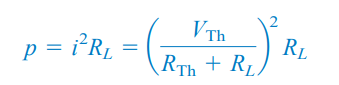 p = i²R_L = (V_Th / (R_Th + R_L))² R_L